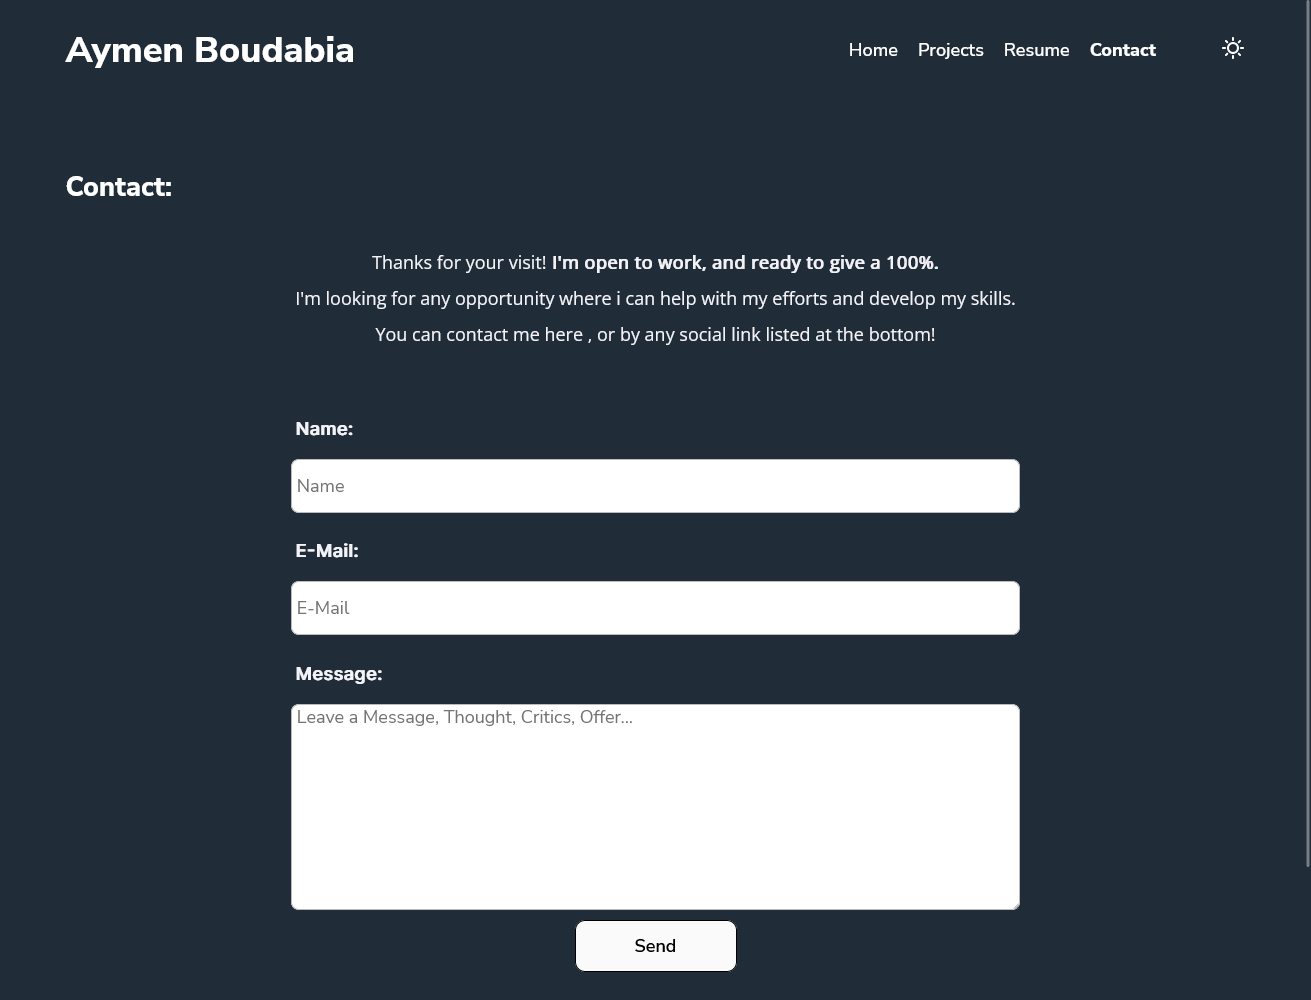 Aymen Boudabia
Home Projects Resume Contact
Contact:
Thanks for your visit! I'm open to work, and ready to give a 100%.
I'm looking for any opportunity where i can help with my efforts and develop my skills.
You can contact me here , or by any social link listed at the bottom!
Name:
Name
E-Mail:
E-Mail
Message:
Leave a Message, Thought, Critics, Offer...
Send